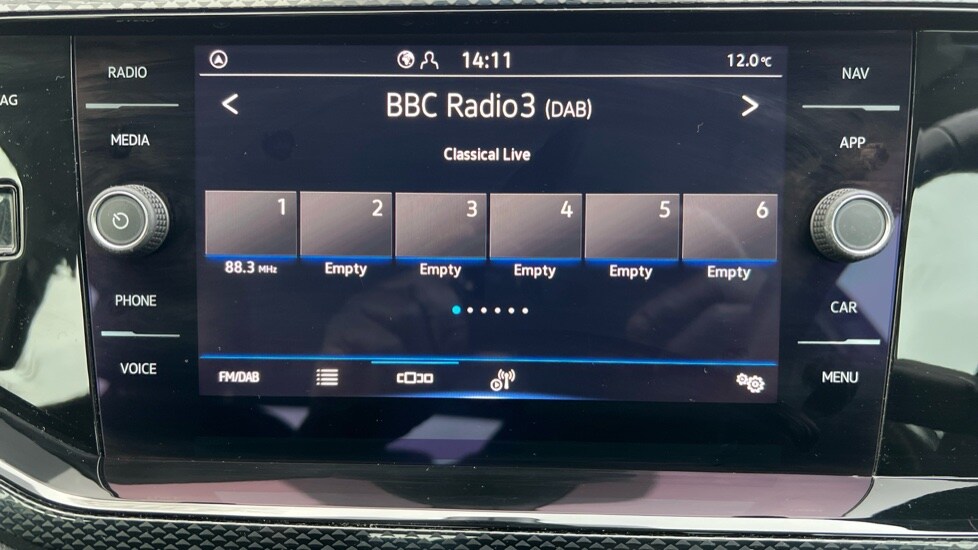 14:11
12.0°C
RADIO
NAV
AG
BBC Radio3 (DAB)
MEDIA
APP
Classical Live
1 2 3 4 5 6
88.3 MHz Empty Empty Empty Empty Empty
PHONE
CAR
VOICE
FM/DAB
MENU